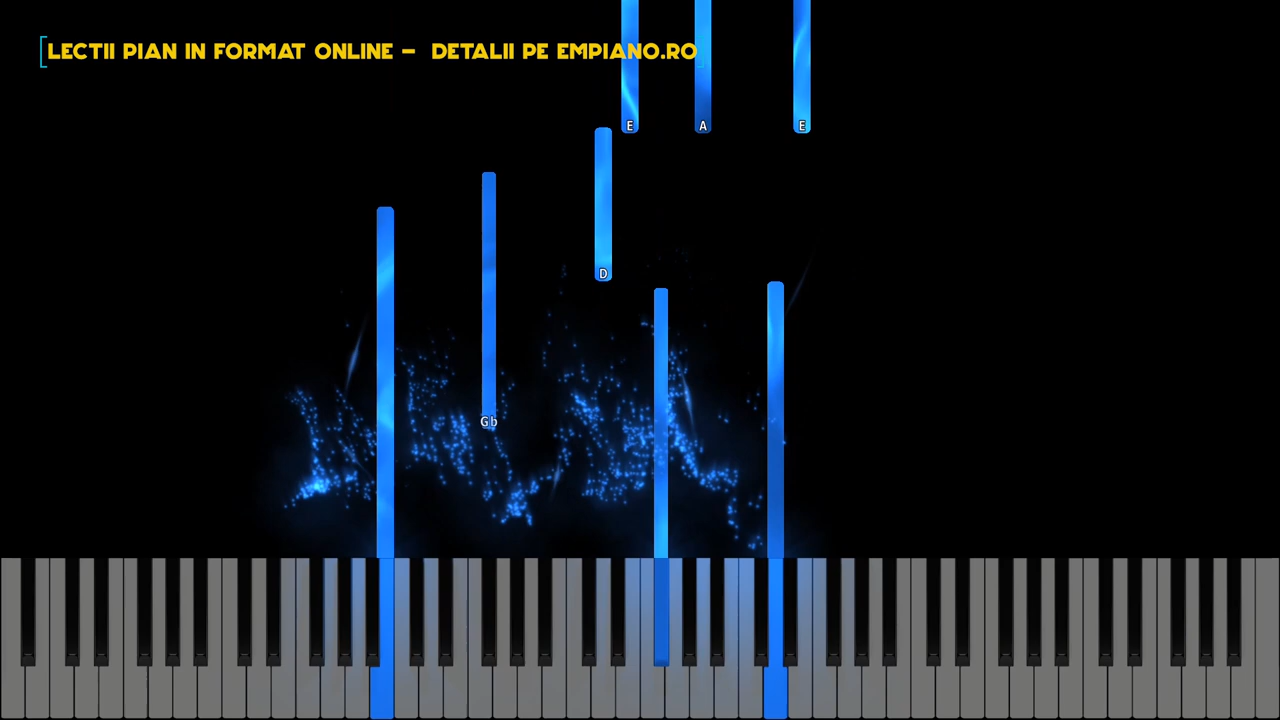 LECTII PIAN IN FORMAT ONLINE - DETALII PE EMPIANO.RO
E A E
D
Gb